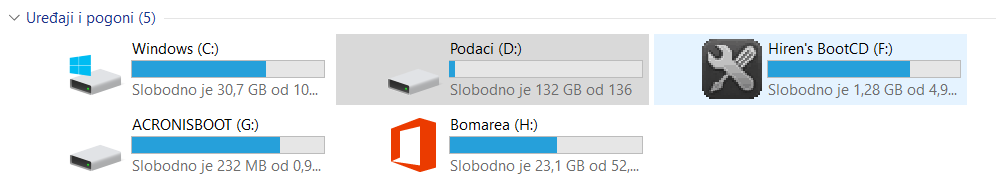 Uređaji i pogoni (5)
Windows (C:)
Slobodno je 30,7 GB od 10...
Podaci (D:)
Slobodno je 132 GB od 136
Hiren's BootCD (F:)
Slobodno je 1,28 GB od 4,9...
ACRONISBOOT (G:)
Slobodno je 232 MB od 0,9...
Bomarea (H:)
Slobodno je 23,1 GB od 52,...